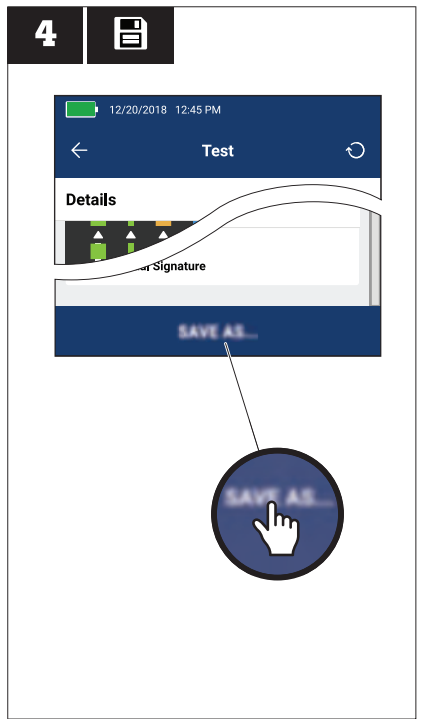 4
12/20/2018 12:45 PM
Test
Details
Signature
SAVE AS...
SAVE AS...